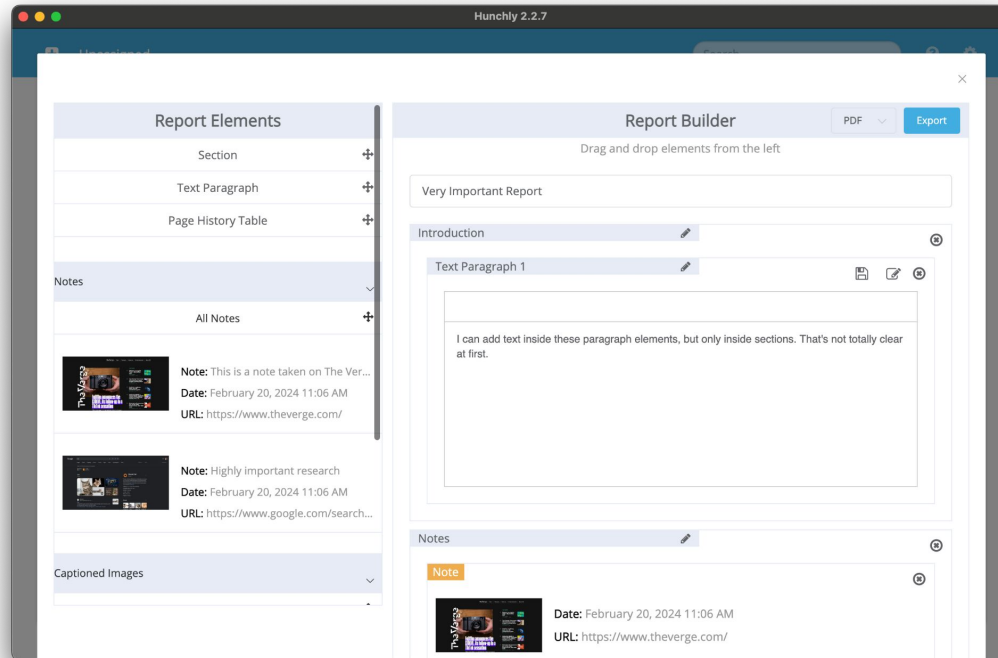 Hunchly 2.2.7
Unassigned
Search
Report Elements
Section
Text Paragraph
Page History Table
Notes
All Notes
Note: This is a note taken on The Ver...
Date: February 20, 2024 11:06 AM
URL: https://www.theverge.com/
Note: Highly important research
Date: February 20, 2024 11:06 AM
URL: https://www.google.com/search...
Captioned Images
Report Builder
PDF
Export
Drag and drop elements from the left
Very Important Report
Introduction
Text Paragraph 1
I can add text inside these paragraph elements, but only inside sections. That's not totally clear
at first.
Notes
Note
TheVerge
Date: February 20, 2024 11:06 AM
URL: https://www.theverge.com/